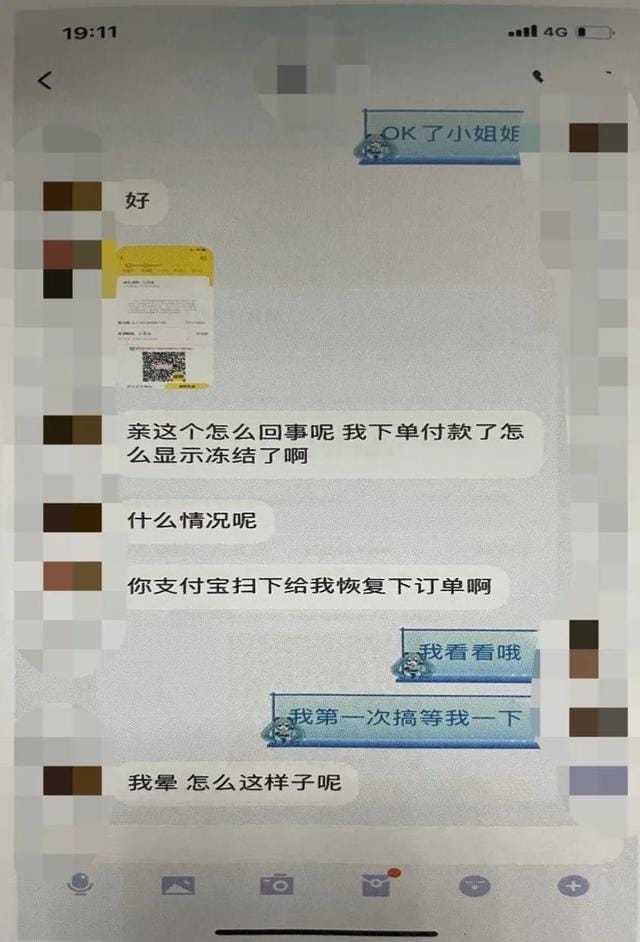 19:11
4G
OK了小姐姐
好
亲这个怎么回事呢 我下单付款了怎
么显示冻结了啊
什么情况呢
你支付宝扫下给我恢复下订单啊
我看看哦
我第一次搞等我一下
我晕 怎么这样子呢